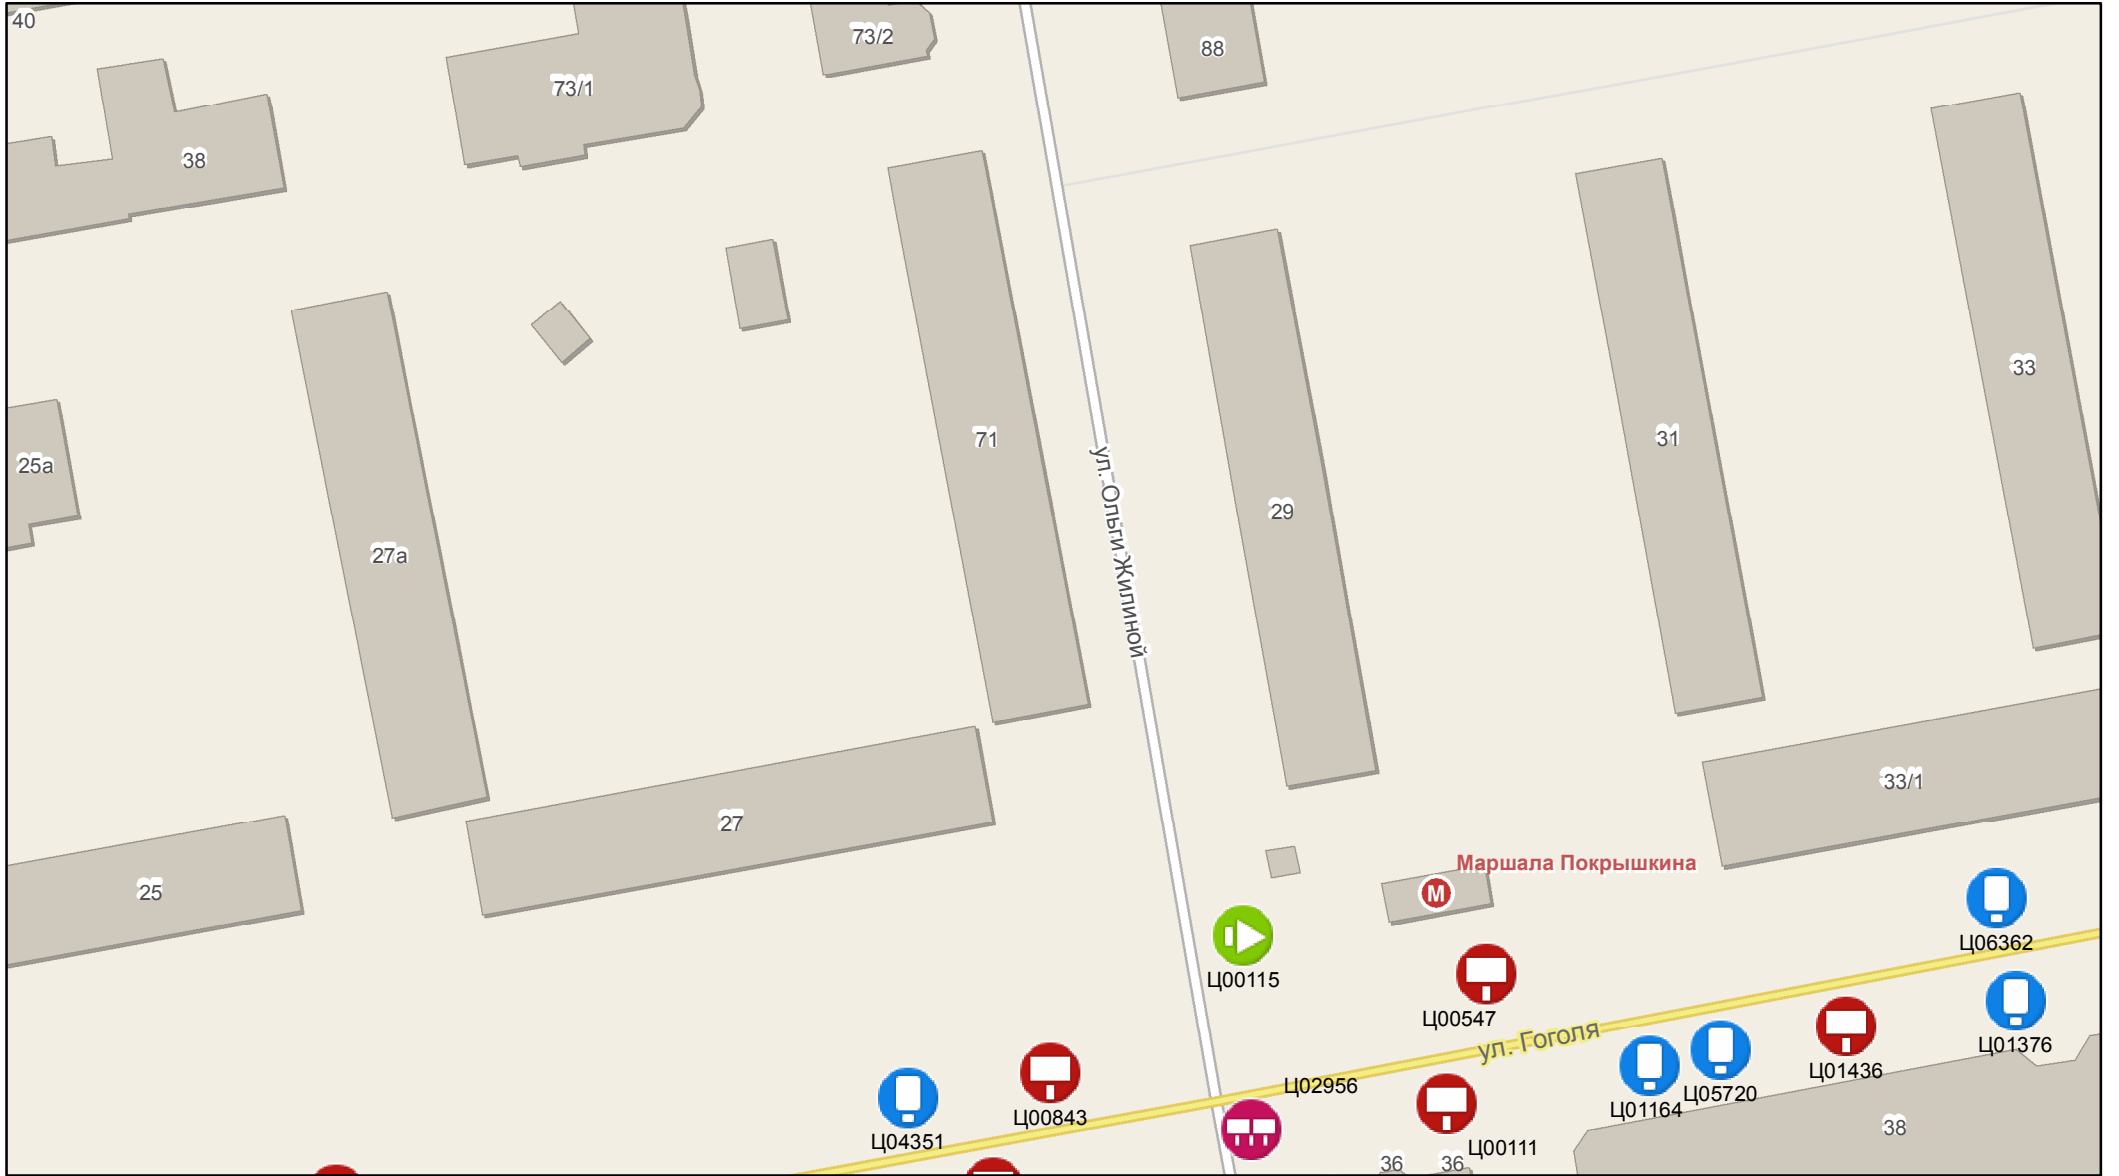 40
73/2
88
73/1
38
33
71
31
25а
ул. Ольги Жилиной
29
27а
33/1
27
Маршала Покрышкина
М
25
Ц06362
Ц00115
Ц00547
ул. Гоголя
Ц01376
Ц01436
Ц02956
Ц05720
Ц01164
Ц00843
Ц04351
Ц00111
38
36
36